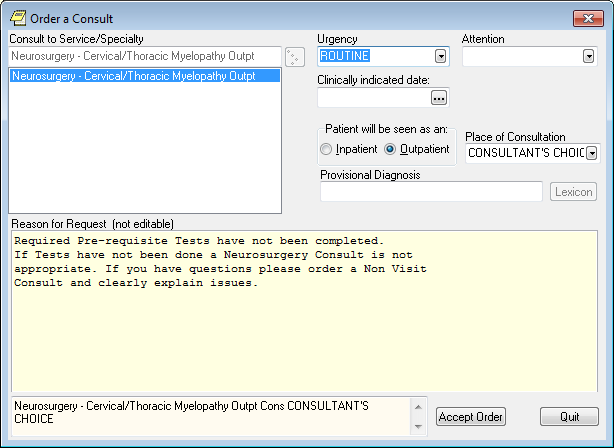 Order a Consult
Consult to Service/Specialty
Neurosurgery - Cervical/Thoracic Myelopathy Outpt
Neurosurgery - Cervical/Thoracic Myelopathy Outpt
Urgency
ROUTINE
Attention
Clinically indicated date:
...
Patient will be seen as an:
Inpatient
Outpatient
Place of Consultation
CONSULTANT'S CHOIC
Provisional Diagnosis
Lexicon
Reason for Request (not editable)
Required Pre-requisite Tests have not been completed.
If Tests have not been done a Neurosurgery Consult is not
appropriate. If you have questions please order a Non Visit
Consult and clearly explain issues.
Neurosurgery - Cervical/Thoracic Myelopathy Outpt Cons CONSULTANT'S
CHOICE
Accept Order
Quit